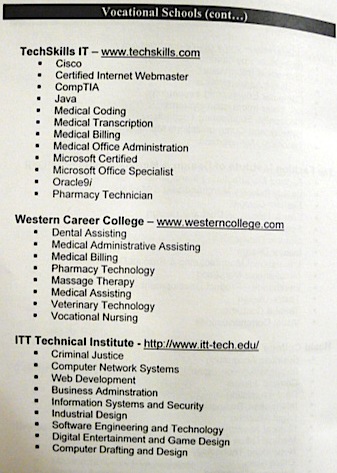 Vocational Schools (cont...)
TechSkills IT – www.techskills.com
▪ Cisco
▪ Certified Internet Webmaster
▪ CompTIA
▪ Java
▪ Medical Coding
▪ Medical Transcription
▪ Medical Billing
▪ Medical Office Administration
▪ Microsoft Certified
▪ Microsoft Office Specialist
▪ Oracle9i
▪ Pharmacy Technician
Western Career College – www.westerncollege.com
▪ Dental Assisting
▪ Medical Administrative Assisting
▪ Medical Billing
▪ Pharmacy Technology
▪ Massage Therapy
▪ Medical Assisting
▪ Veterinary Technology
▪ Vocational Nursing
ITT Technical Institute - http://www.itt-tech.edu/
▪ Criminal Justice
▪ Computer Network Systems
▪ Web Development
▪ Business Adminstration
▪ Information Systems and Security
▪ Industrial Design
▪ Software Engineering and Technology
▪ Digital Entertainment and Game Design
▪ Computer Drafting and Design